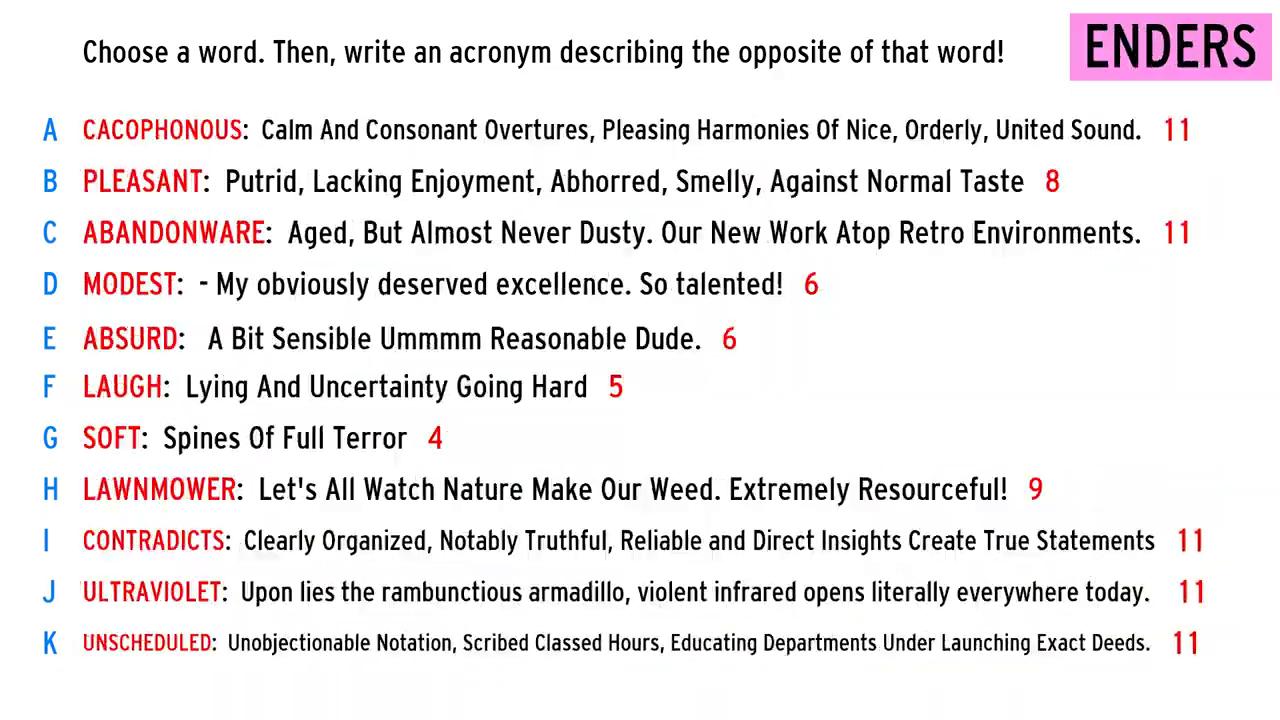 Choose a word. Then, write an acronym describing the opposite of that word!
ENDERS
A CACOPHONOUS: Calm And Consonant Overtures, Pleasing Harmonies Of Nice, Orderly, United Sound. 11
B PLEASANT: Putrid, Lacking Enjoyment, Abhorred, Smelly, Against Normal Taste 8
C ABANDONWARE: Aged, But Almost Never Dusty. Our New Work Atop Retro Environments. 11
D MODEST: - My obviously deserved excellence. So talented! 6
E ABSURD: A Bit Sensible Ummmm Reasonable Dude. 6
F LAUGH: Lying And Uncertainty Going Hard 5
G SOFT: Spines Of Full Terror 4
H LAWNMOWER: Let's All Watch Nature Make Our Weed. Extremely Resourceful! 9
I CONTRADICTS: Clearly Organized, Notably Truthful, Reliable and Direct Insights Create True Statements 11
J ULTRAVIOLET: Upon lies the rambunctious armadillo, violent infrared opens literally everywhere today. 11
K UNSCHEDULED: Unobjectionable Notation, Scribed Classed Hours, Educating Departments Under Launching Exact Deeds. 11